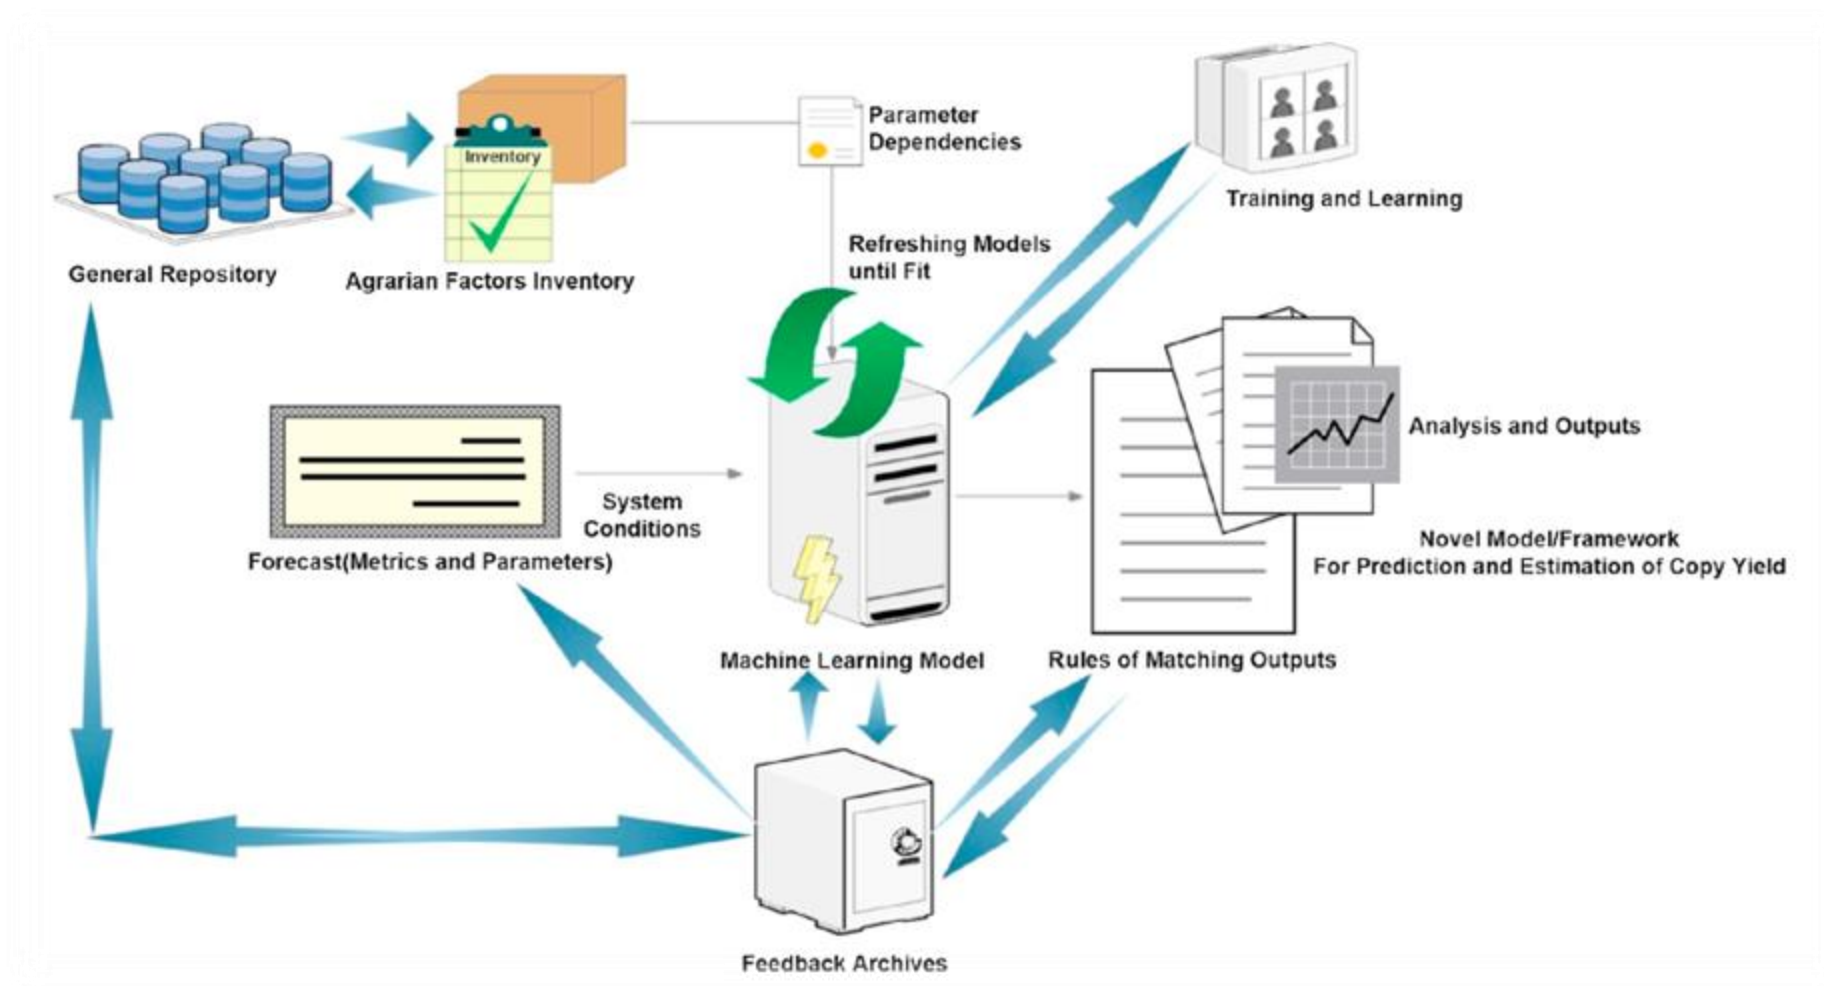 Parameter
Dependencies
Inventory
Training and Learning
Refreshing Models
until Fit
General Repository
Agrarian Factors Inventory
Analysis and Outputs
System
Conditions
Novel Model/Framework
For Prediction and Estimation of Copy Yield
Forecast(Metrics and Parameters)
Machine Learning Model
Rules of Matching Outputs
Feedback Archives